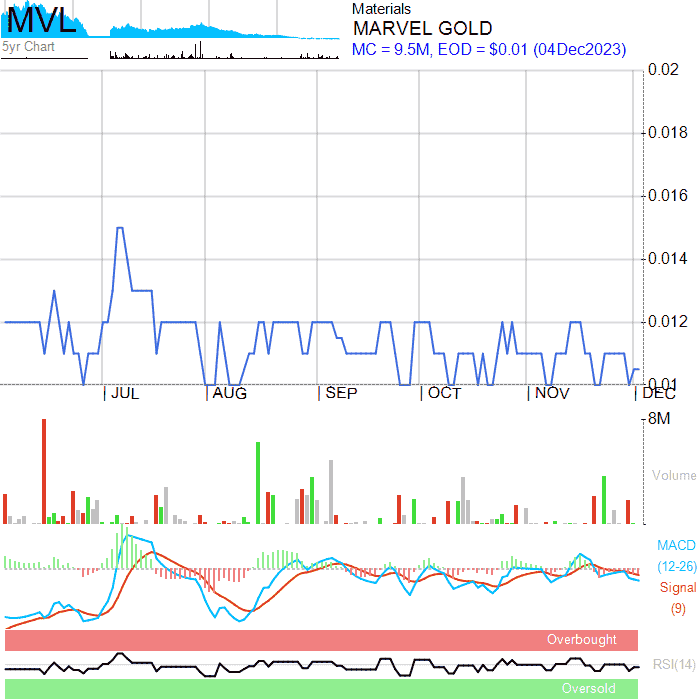 MVL
5yr Chart
Materials
MARVEL GOLD
MC = 9.5M, EOD = $0.01 (04Dec2023)
0.02
0.018
0.016
0.014
0.012
0.01
JUL AUG SEP OCT NOV DEC
8M
Volume
MACD
(12-26)
Signal
(9)
Overbought
RSI(14)
Oversold